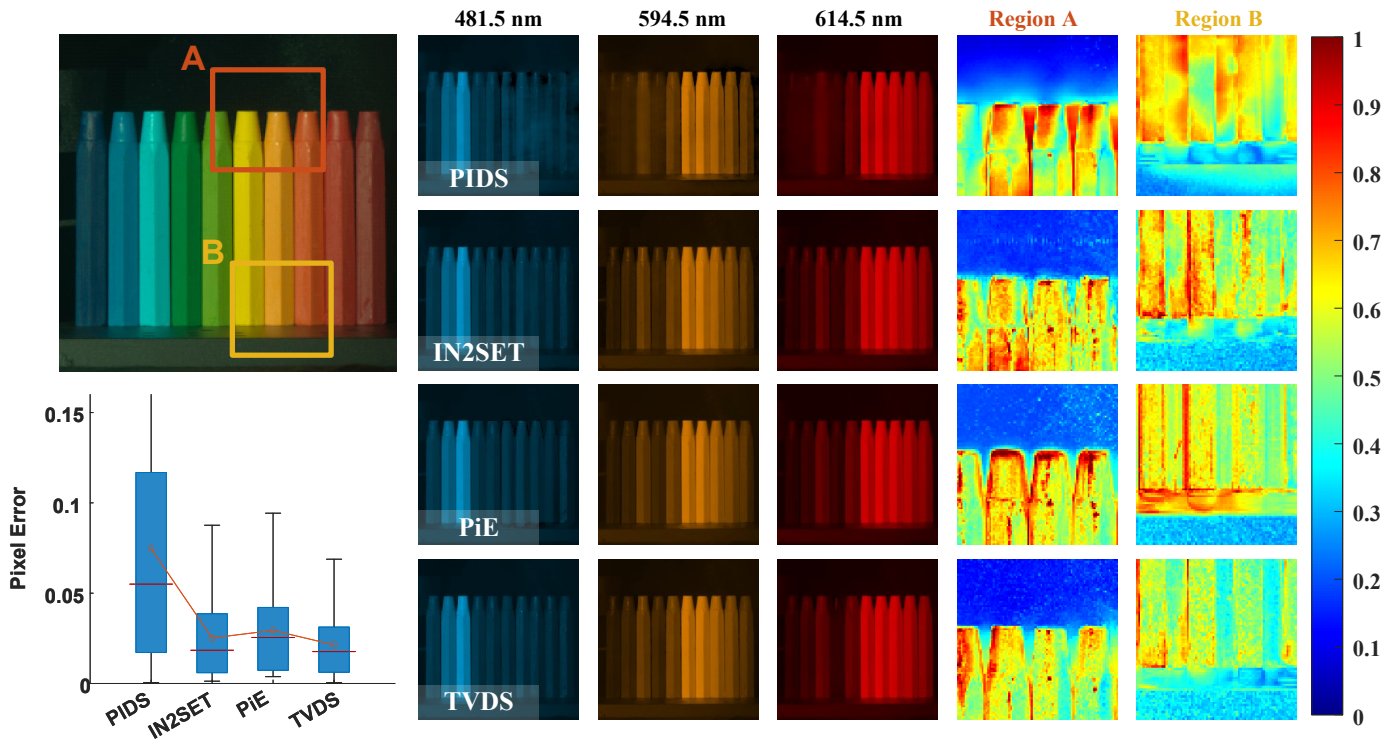 481.5 nm 594.5 nm 614.5 nm Region A Region B
A
B
PIDS
IN2SET
PiE
TVDS
1
0.9
0.8
0.7
0.6
0.5
0.4
0.3
0.2
0.1
0
0.15
0.1
0.05
0
Pixel Error
PIDS IN2SET PiE TVDS